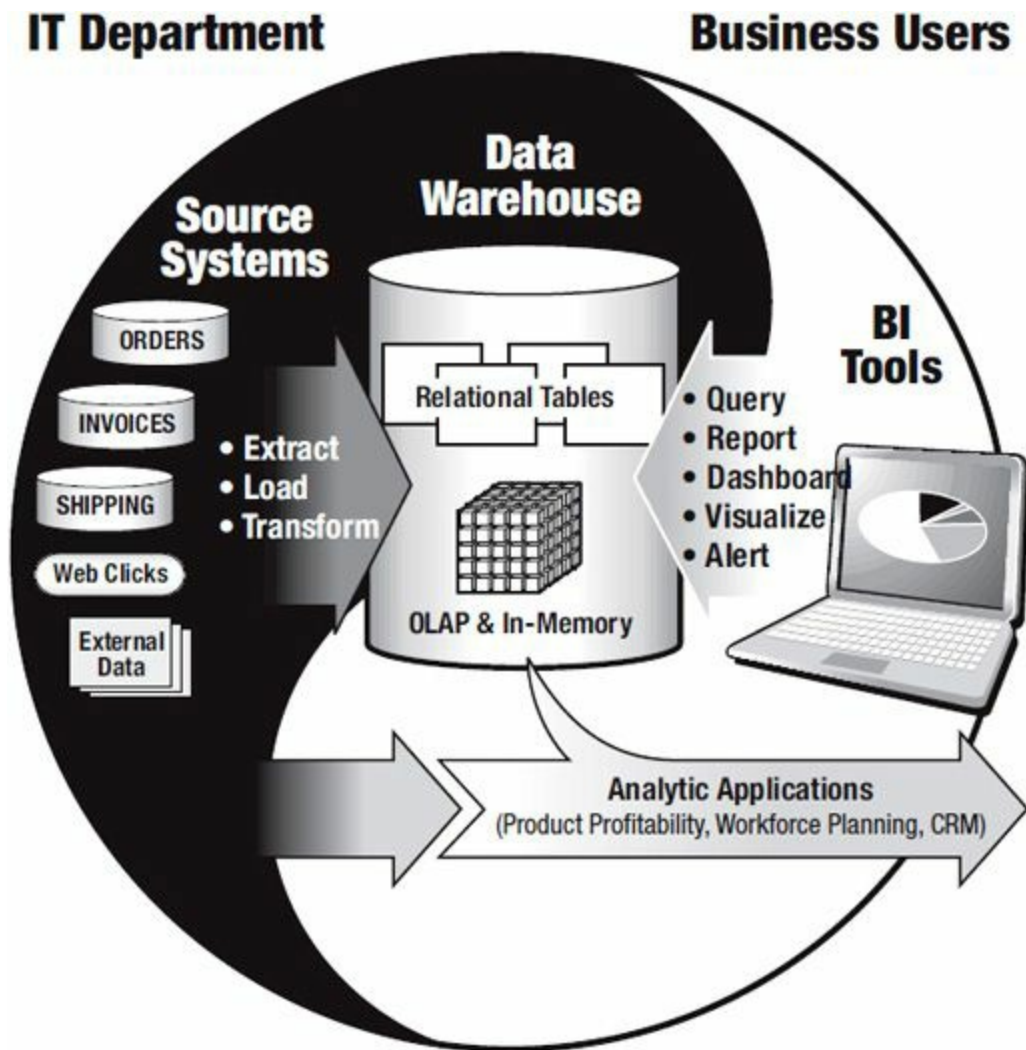 IT Department
Business Users
Data
Warehouse
Source
Systems
ORDERS
INVOICES
SHIPPING
Web Clicks
External
Data
• Extract
• Load
• Transform
Relational Tables
OLAP & In-Memory
BI
Tools
• Query
• Report
• Dashboard
• Visualize
• Alert
Analytic Applications
(Product Profitability, Workforce Planning, CRM)